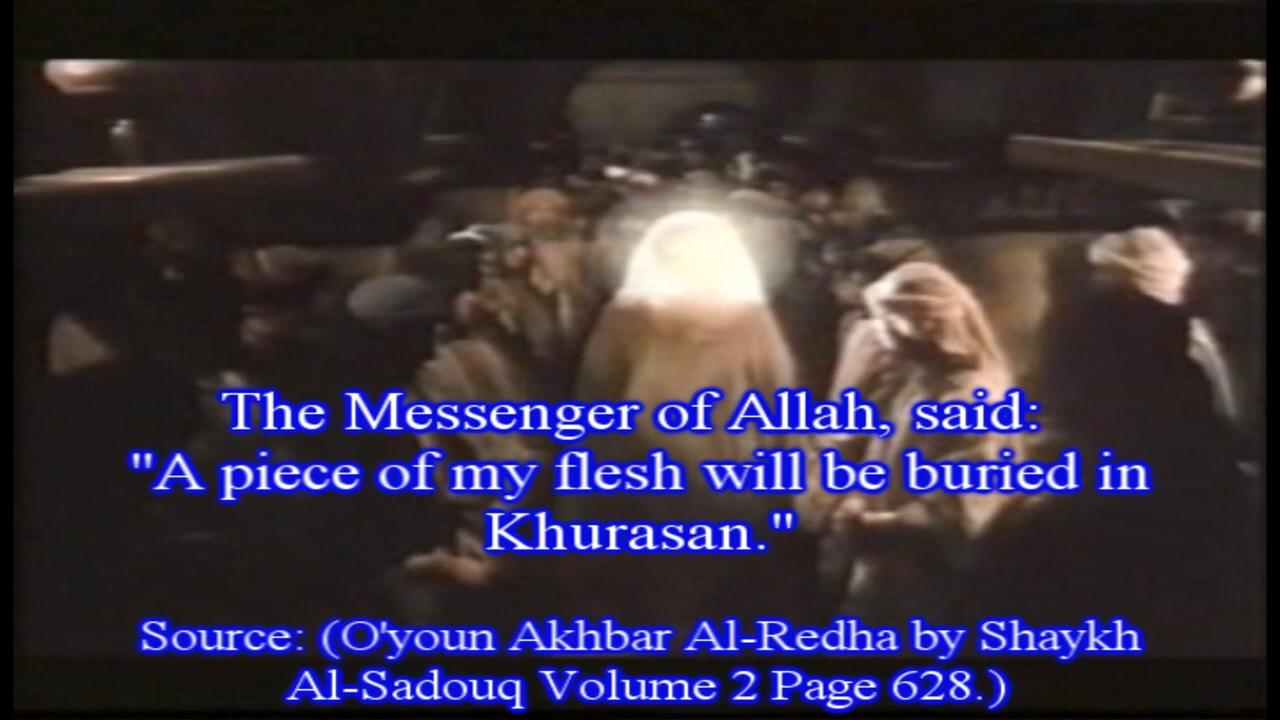 The Messenger of Allah, said:
"A piece of my flesh will be buried in
Khurasan."
Source: (O'youn Akhbar Al-Redha by Shaykh
Al-Sadouq Volume 2 Page 628.)